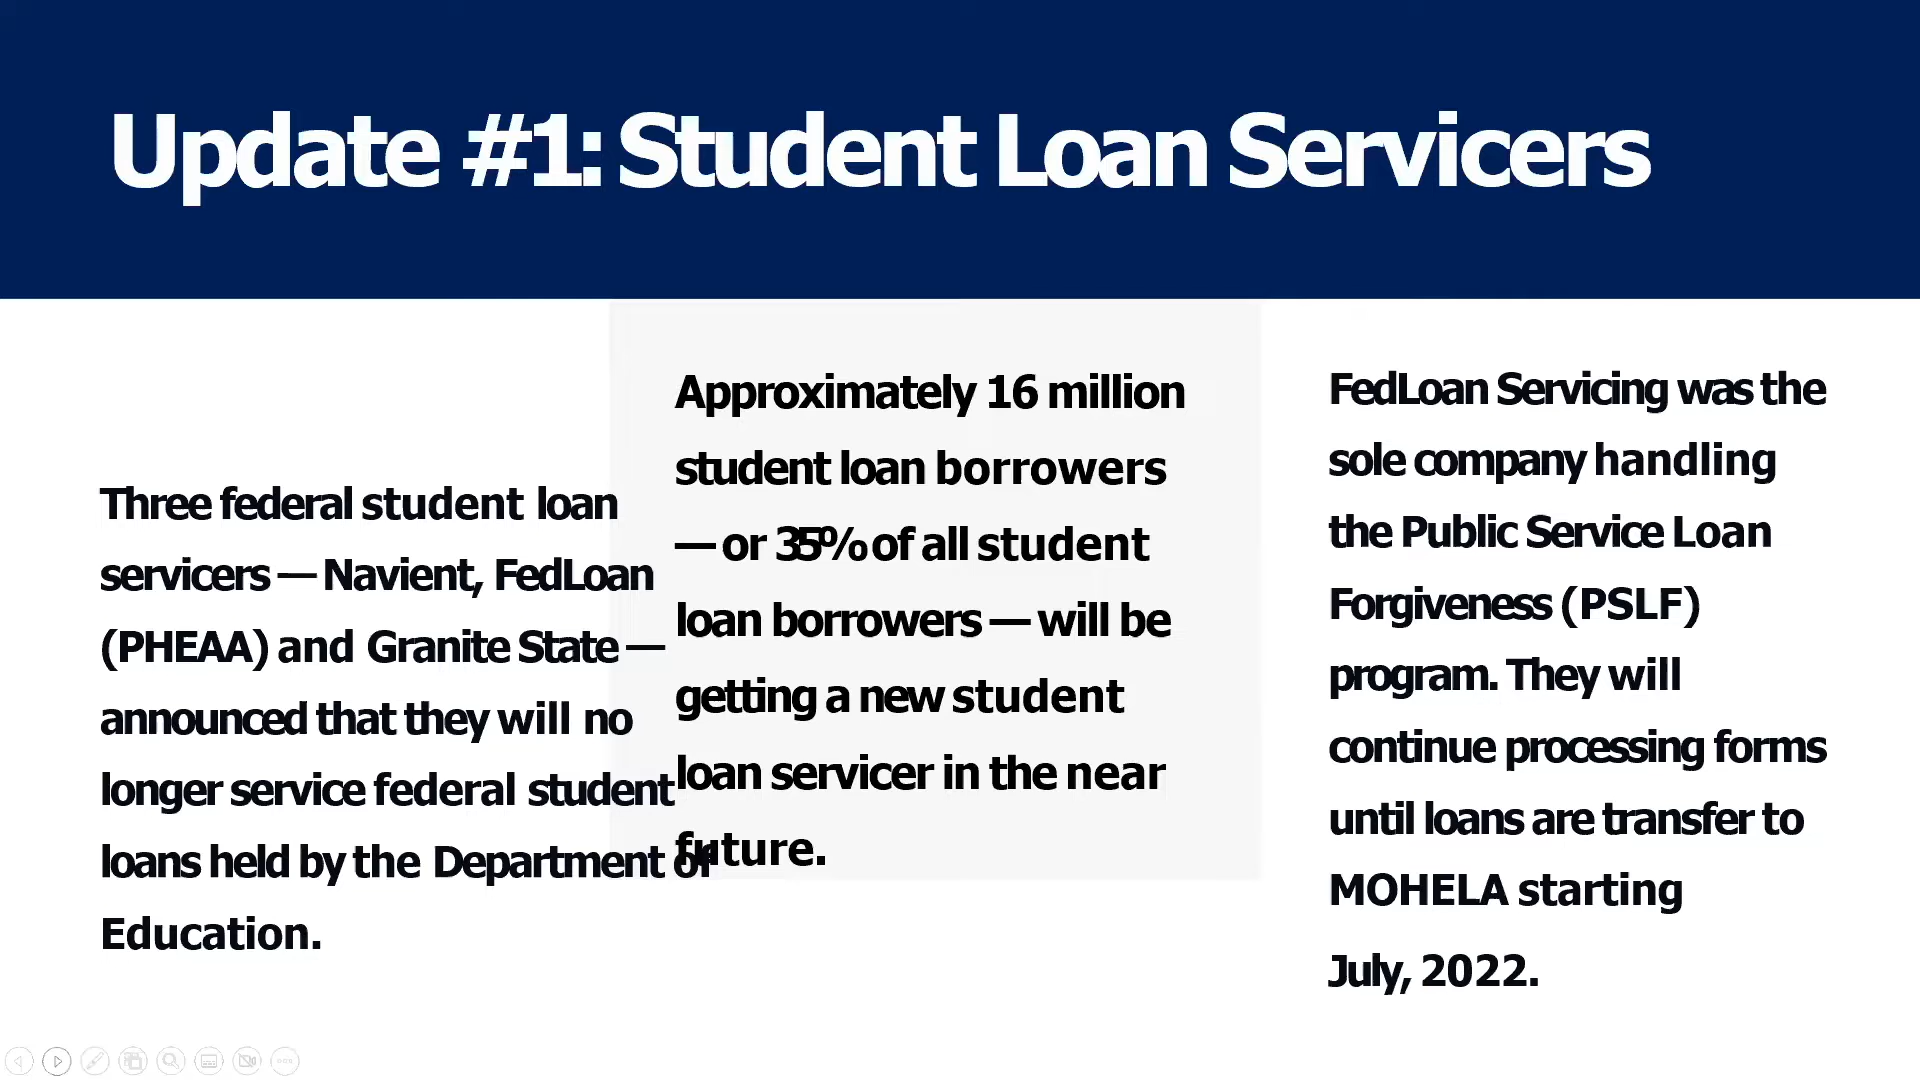 Update #1: Student Loan Servicers
Three federal student loan
servicers — Navient, FedLoan
(PHEAA) and Granite State —
announced that they will no
longer service federal student
loans held by the Department of
Education.
Approximately 16 million
student loan borrowers
— or 35% of all student
loan borrowers — will be
getting a new student
loan servicer in the near
future.
FedLoan Servicing was the
sole company handling
the Public Service Loan
Forgiveness (PSLF)
program. They will
continue processing forms
until loans are transfer to
MOHELA starting
July, 2022.